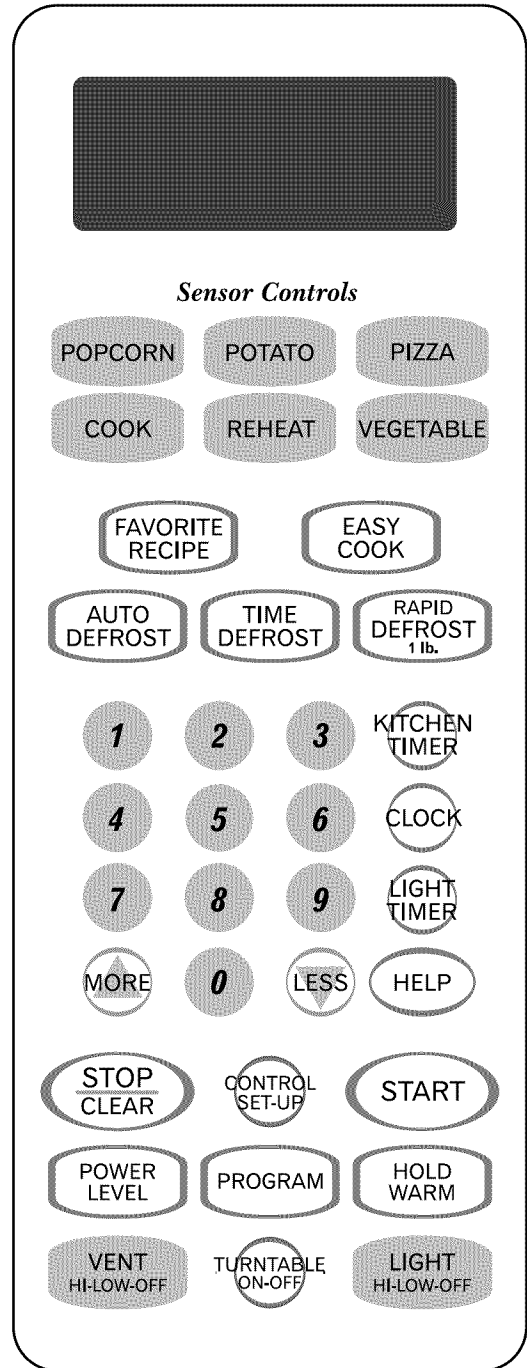 Sensor Controls
POPCORN
POTATO
PIZZA
COOK
REHEAT
VEGETABLE
FAVORITE
RECIPE
EASY
COOK
AUTO
DEFROST
TIME
DEFROST
RAPID
DEFROST
1 lb.
1
2
3
KITCHEN
TIMER
4
5
6
CLOCK
7
8
9
LIGHT
TIMER
MORE
0
LESS
HELP
STOP
CLEAR
CONTROL
SET-UP
START
POWER
LEVEL
PROGRAM
HOLD
WARM
VENT
HI-LOW-OFF
TURNTABLE
ON-OFF
LIGHT
HI-LOW-OFF